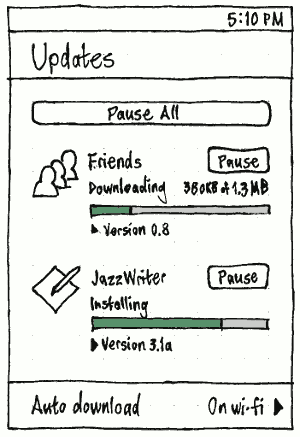 5:10 PM
Updates
Pause All
Friends
Pause
Downloading 380KB of 1.3MB
Version 0.8
JazzWriter
Pause
Installing
Version 3.1a
Auto download On wi-fi